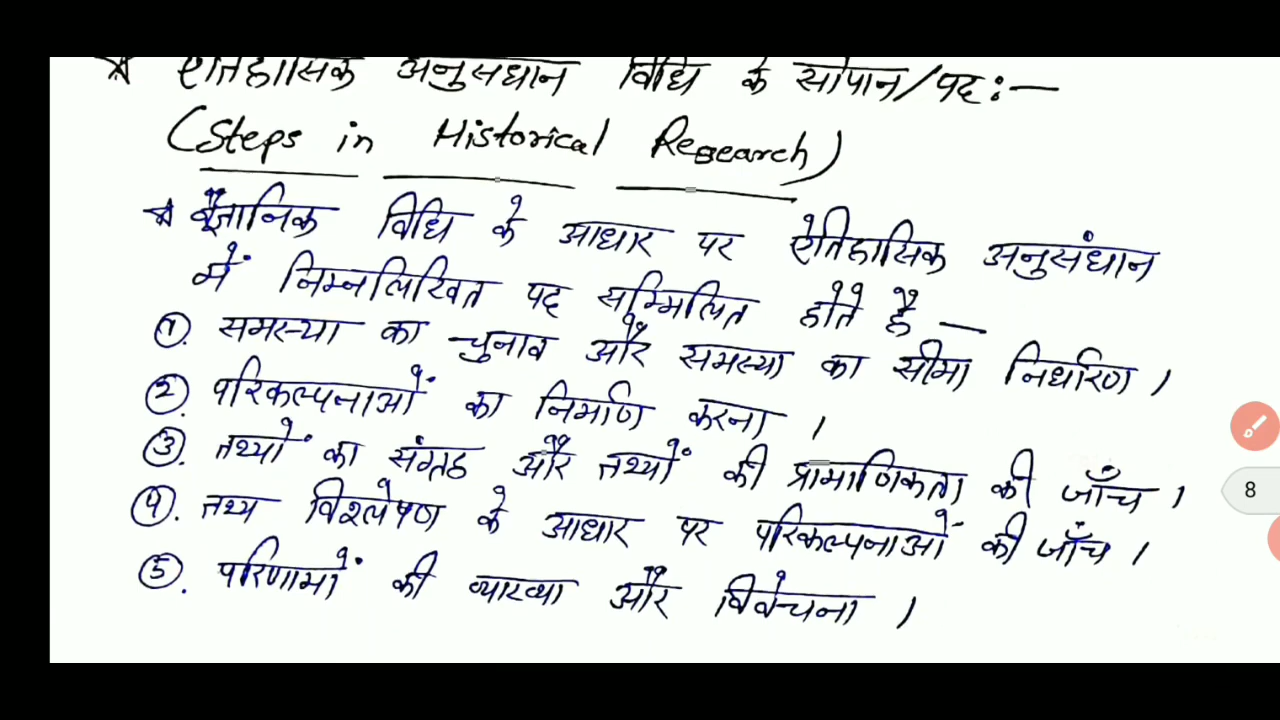 ★ ऐतिहासिक अनुसंधान विधि के सोपान/पद :—
(Steps in Historical Research)
★ वैज्ञानिक विधि के आधार पर ऐतिहासिक अनुसंधान
में निम्नलिखित पद सम्मिलित होते है —
①. समस्या का चुनाव और समस्या का सीमा निर्धारण ।
②. परिकल्पनाओं का निर्माण करना ।
③. तथ्यों का संग्रह और तथ्यों की प्रामाणिकता की जाँच ।
④. तथ्य विश्लेषण के आधार पर परिकल्पनाओं की जाँच ।
⑤. परिणामों की व्याख्या और विवेचना ।
8